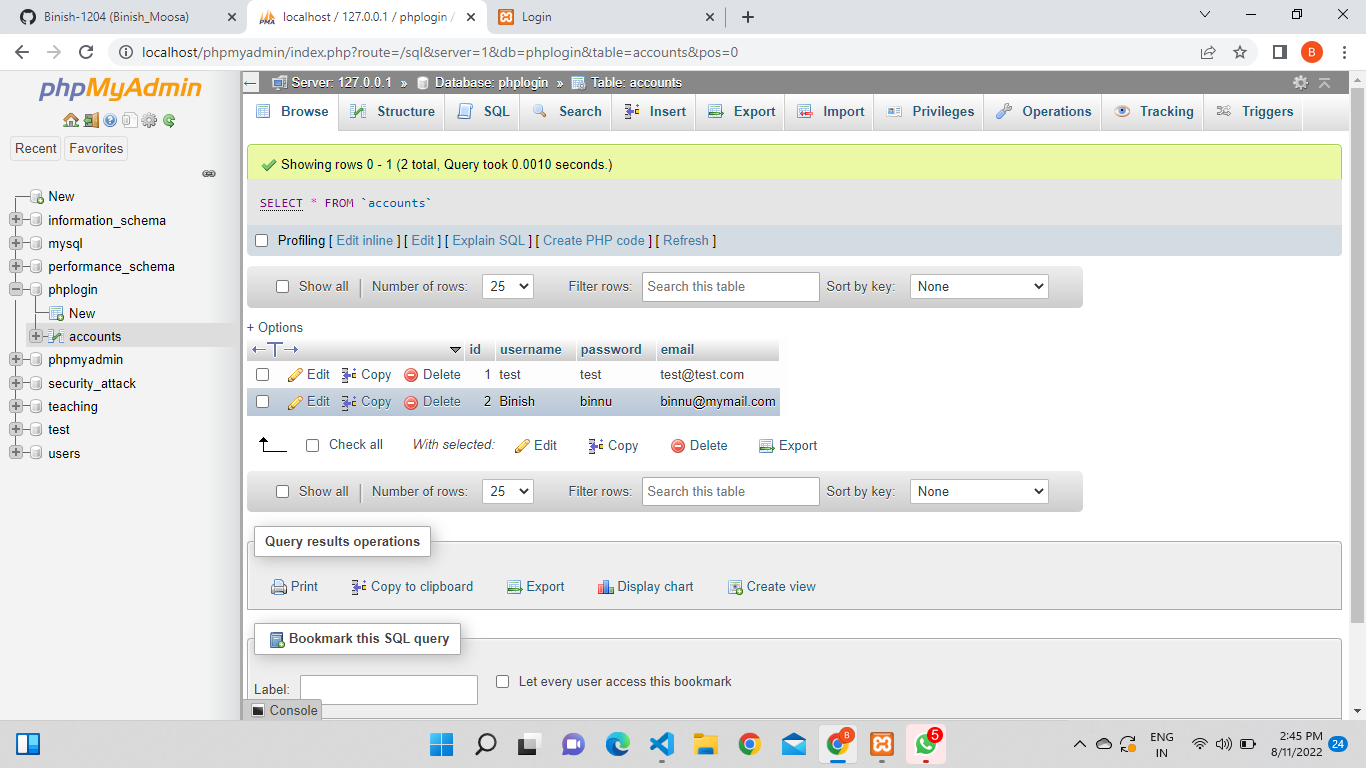 Binish-1204 (Binish_Moosa)
localhost / 127.0.0.1 / phplogin /
Login
localhost/phpmyadmin/index.php?route=/sql&server=1&db=phplogin&table=accounts&pos=0
B
phpMyAdmin
Recent
Favorites
New
information_schema
mysql
performance_schema
phplogin
New
accounts
phpmyadmin
security_attack
teaching
test
users
Server: 127.0.0.1 » Database: phplogin » Table: accounts
Browse Structure SQL Search Insert Export Import Privileges Operations Tracking Triggers
Showing rows 0 - 1 (2 total, Query took 0.0010 seconds.)
SELECT * FROM `accounts`
Profiling [ Edit inline ] [ Edit ] [ Explain SQL ] [ Create PHP code ] [ Refresh ]
Show all Number of rows: 25 Filter rows: Search this table Sort by key: None
+ Options
id username password email
Edit Copy Delete 1 test test test@test.com
Edit Copy Delete 2 Binish binnu binnu@mymail.com
Check all With selected: Edit Copy Delete Export
Show all Number of rows: 25 Filter rows: Search this table Sort by key: None
Query results operations
Print Copy to clipboard Export Display chart Create view
Bookmark this SQL query
Label: Let every user access this bookmark
Console
B
5
ENG
IN
2:45 PM
8/11/2022
24